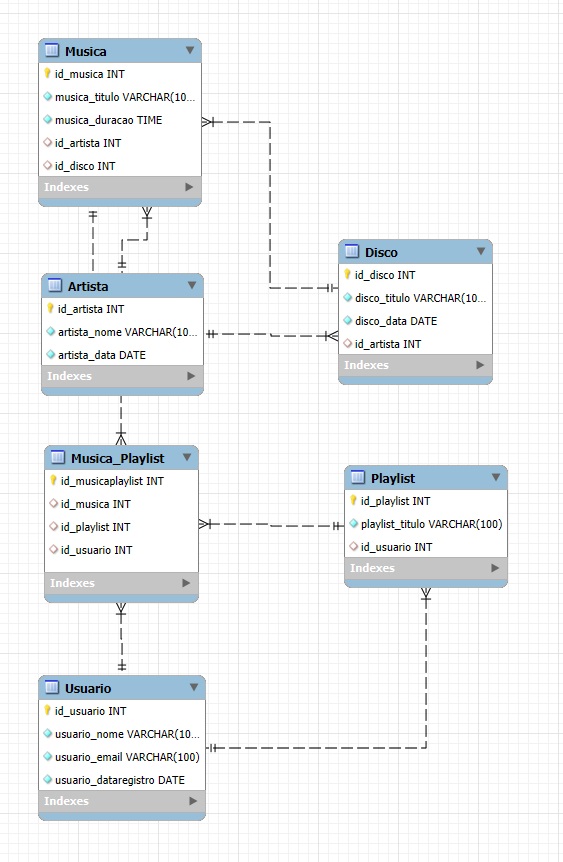 Musica
id_musica INT
musica_titulo VARCHAR(10...
musica_duracao TIME
id_artista INT
id_disco INT
Indexes
Artista
id_artista INT
artista_nome VARCHAR(10...
artista_data DATE
Indexes
Disco
id_disco INT
disco_titulo VARCHAR(10...
disco_data DATE
id_artista INT
Indexes
Musica_Playlist
id_musicaplaylist INT
id_musica INT
id_playlist INT
id_usuario INT
Indexes
Playlist
id_playlist INT
playlist_titulo VARCHAR(100)
id_usuario INT
Indexes
Usuario
id_usuario INT
usuario_nome VARCHAR(10...
usuario_email VARCHAR(100)
usuario_dataregistro DATE
Indexes